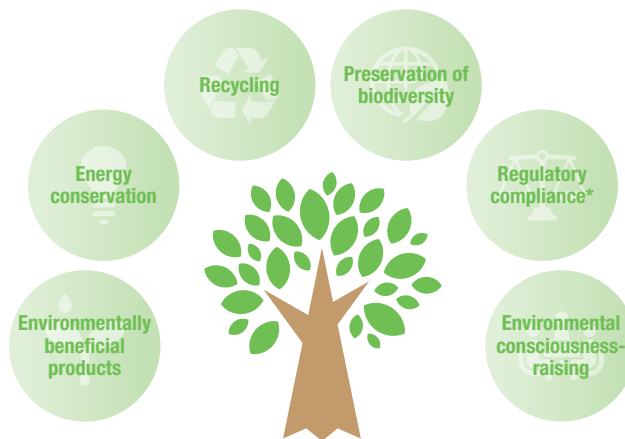 Recycling
Preservation of
biodiversity
Energy
conservation
Regulatory
compliance*
Environmentally
beneficial
products
Environmental
consciousness-
raising